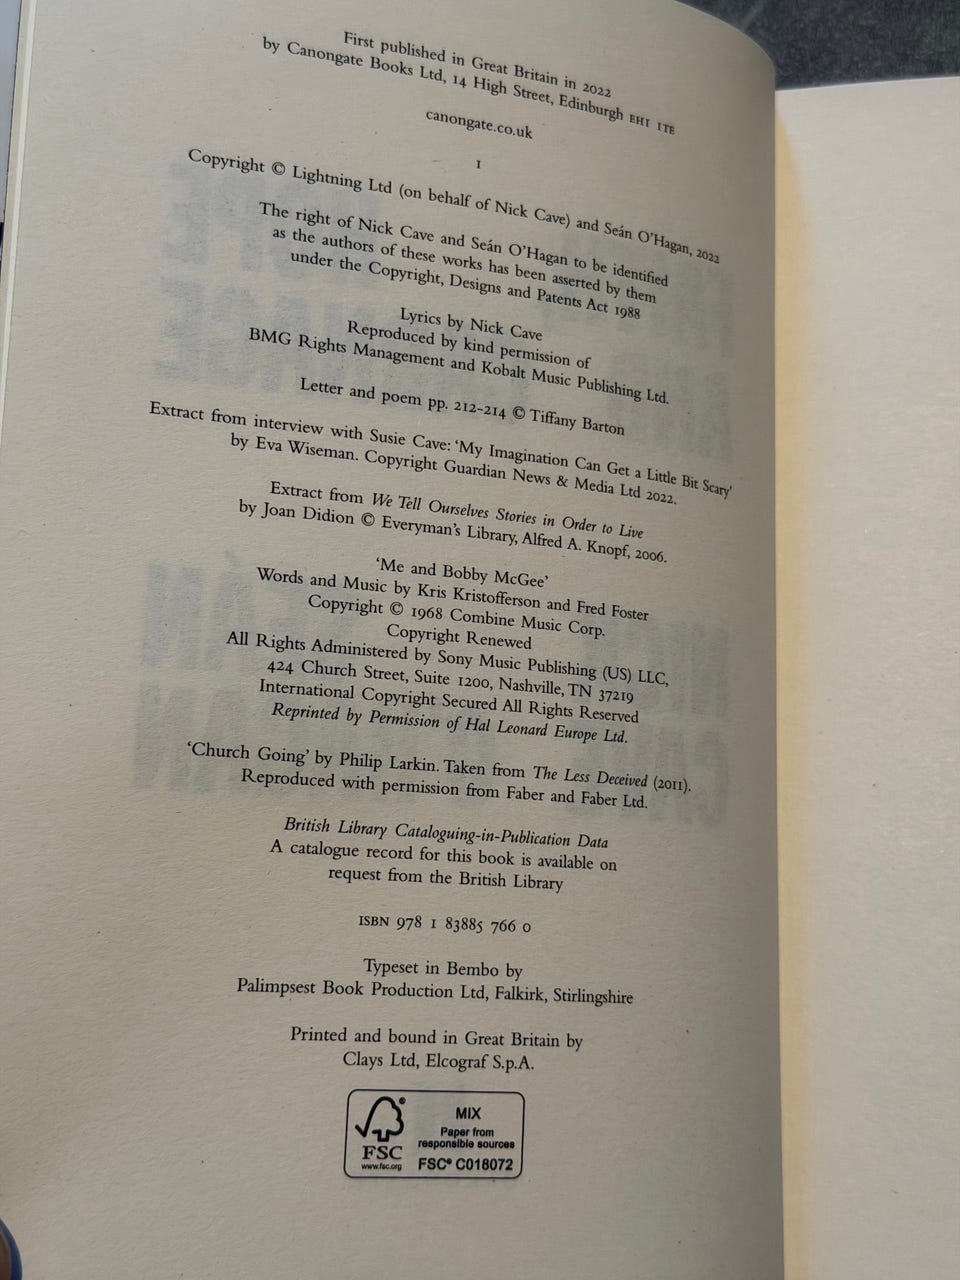 First published in Great Britain in 2022
by Canongate Books Ltd, 14 High Street, Edinburgh EH1 1TE
canongate.co.uk
1
Copyright © Lightning Ltd (on behalf of Nick Cave) and Seán O'Hagan, 2022
The right of Nick Cave and Seán O'Hagan to be identified
as the authors of these works has been asserted by them
under the Copyright, Designs and Patents Act 1988
Lyrics by Nick Cave
Reproduced by kind permission of
BMG Rights Management and Kobalt Music Publishing Ltd.
Letter and poem pp. 212–214 © Tiffany Barton
Extract from interview with Susie Cave: 'My Imagination Can Get a Little Bit Scary'
by Eva Wiseman. Copyright Guardian News & Media Ltd 2022.
Extract from We Tell Ourselves Stories in Order to Live
by Joan Didion © Everyman's Library, Alfred A. Knopf, 2006.
'Me and Bobby McGee'
Words and Music by Kris Kristofferson and Fred Foster
Copyright © 1968 Combine Music Corp.
Copyright Renewed
All Rights Administered by Sony Music Publishing (US) LLC,
424 Church Street, Suite 1200, Nashville, TN 37219
International Copyright Secured All Rights Reserved
Reprinted by Permission of Hal Leonard Europe Ltd.
'Church Going' by Philip Larkin. Taken from The Less Deceived (2011).
Reproduced with permission from Faber and Faber Ltd.
British Library Cataloguing-in-Publication Data
A catalogue record for this book is available on
request from the British Library
ISBN 978 1 83885 766 0
Typeset in Bembo by
Palimpsest Book Production Ltd, Falkirk, Stirlingshire
Printed and bound in Great Britain by
Clays Ltd, Elcograf S.p.A.
FSC
www.fsc.org
MIX
Paper from
responsible sources
FSC® C018072